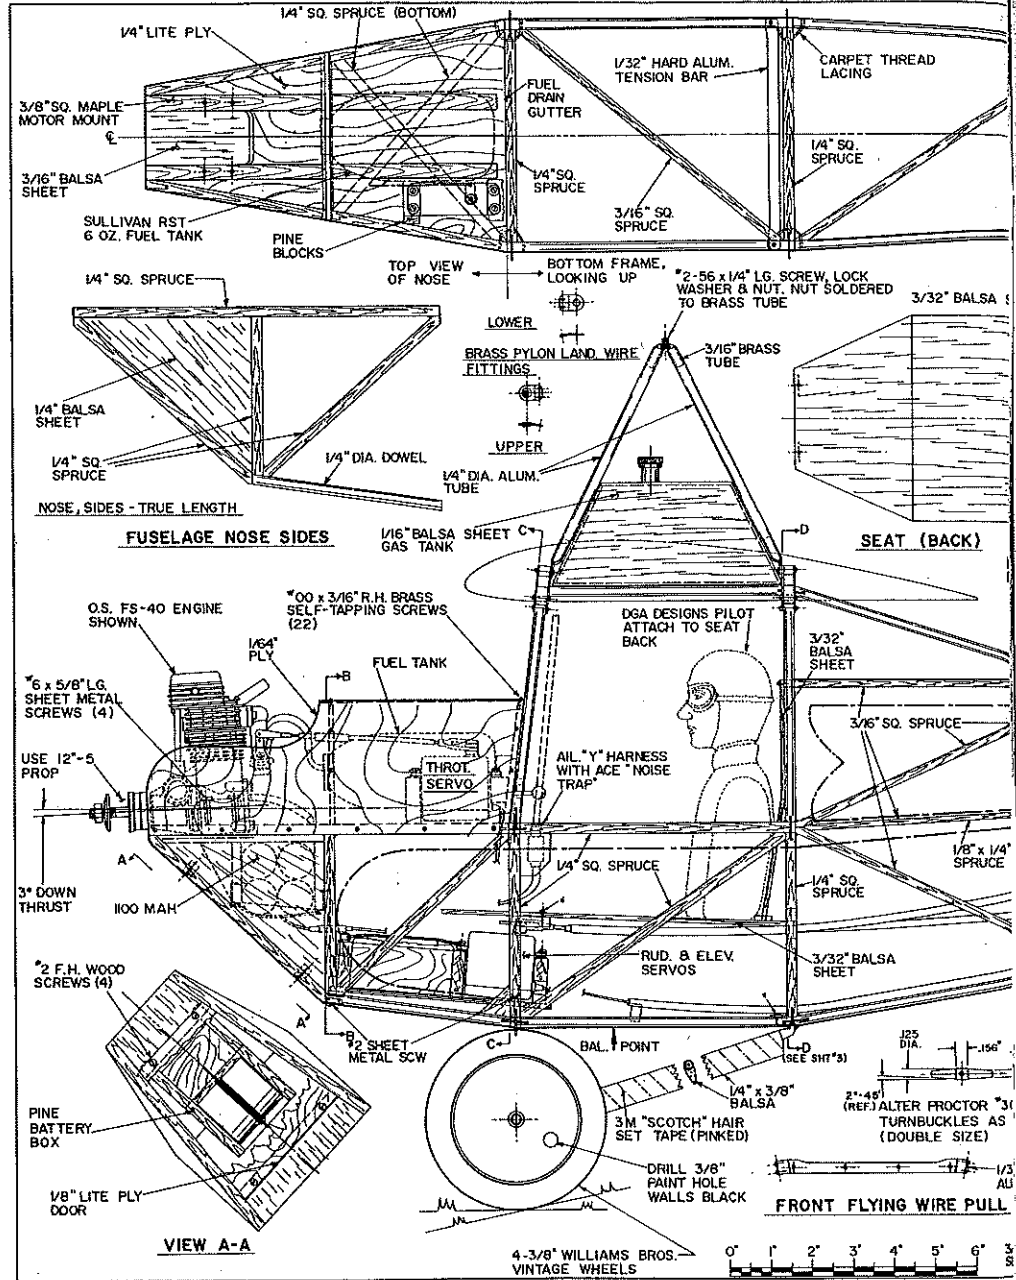 1/4" SQ. SPRUCE (BOTTOM)
1/4" LITE PLY
1/32" HARD ALUM.
TENSION BAR
CARPET THREAD
LACING
FUEL
DRAIN
GUTTER
3/8" SQ. MAPLE
MOTOR MOUNT
3/16" BALSA
SHEET
1/4" SQ.
SPRUCE
1/4" SQ.
SPRUCE
3/16" SQ.
SPRUCE
SULLIVAN RST
6 OZ. FUEL TANK
PINE
BLOCKS
TOP VIEW
OF NOSE
BOTTOM FRAME,
LOOKING UP
1/4" SQ. SPRUCE
#2-56 x 1/4" LG. SCREW, LOCK
WASHER & NUT. NUT SOLDERED
TO BRASS TUBE
3/32" BALSA
LOWER
BRASS PYLON LAND. WIRE
FITTINGS
3/16" BRASS
TUBE
UPPER
1/4" BALSA
SHEET
1/4" SQ.
SPRUCE
1/4" DIA. DOWEL
1/4" DIA. ALUM.
TUBE
NOSE, SIDES - TRUE LENGTH
FUSELAGE NOSE SIDES
1/16" BALSA SHEET
GAS TANK
C
D
SEAT (BACK)
O.S. FS-40 ENGINE
SHOWN
#00 x 3/16" R.H. BRASS
SELF-TAPPING SCREWS
(22)
DGA DESIGNS PILOT
ATTACH TO SEAT
BACK
1/64"
PLY
FUEL TANK
3/32"
BALSA
SHEET
B
#6 x 5/8" LG.
SHEET METAL
SCREWS (4)
3/16" SQ. SPRUCE
USE 12"-5
PROP
THROT.
SERVO
AIL. "Y" HARNESS
WITH ACE "NOISE
TRAP"
A
1/4" SQ. SPRUCE
1/8" x 1/4"
SPRUCE
1/4" SQ.
SPRUCE
3° DOWN
THRUST
1100 MAH
RUD. & ELEV.
SERVOS
3/32" BALSA
SHEET
#2 F.H. WOOD
SCREWS (4)
A
B
#2 SHEET
METAL SCW
C
BAL. POINT
D
(SEE SHT #3)
.125
DIA.
.156"
1/4" x 3/8"
BALSA
2°-45'
(REF.)
ALTER PROCTOR #3
TURNBUCKLES AS
(DOUBLE SIZE)
PINE
BATTERY
BOX
3M "SCOTCH" HAIR
SET TAPE (PINKED)
DRILL 3/8"
PAINT HOLE
WALLS BLACK
1/8" LITE PLY
DOOR
FRONT FLYING WIRE PULL
VIEW A-A
4-3/8" WILLIAMS BROS.
VINTAGE WHEELS
0" 1" 2" 3" 4" 5" 6"